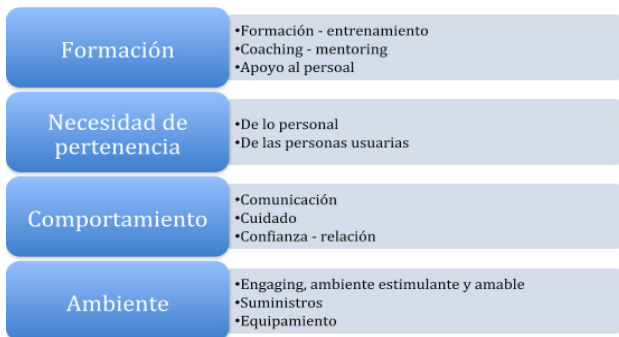 Formación
•Formación - entrenamiento
•Coaching - mentoring
•Apoyo al persoal
Necesidad de
pertenencia
•De lo personal
•De las personas usuarias
Comportamiento
•Comunicación
•Cuidado
•Confianza - relación
Ambiente
•Engaging, ambiente estimulante y amable
•Suministros
•Equipamiento